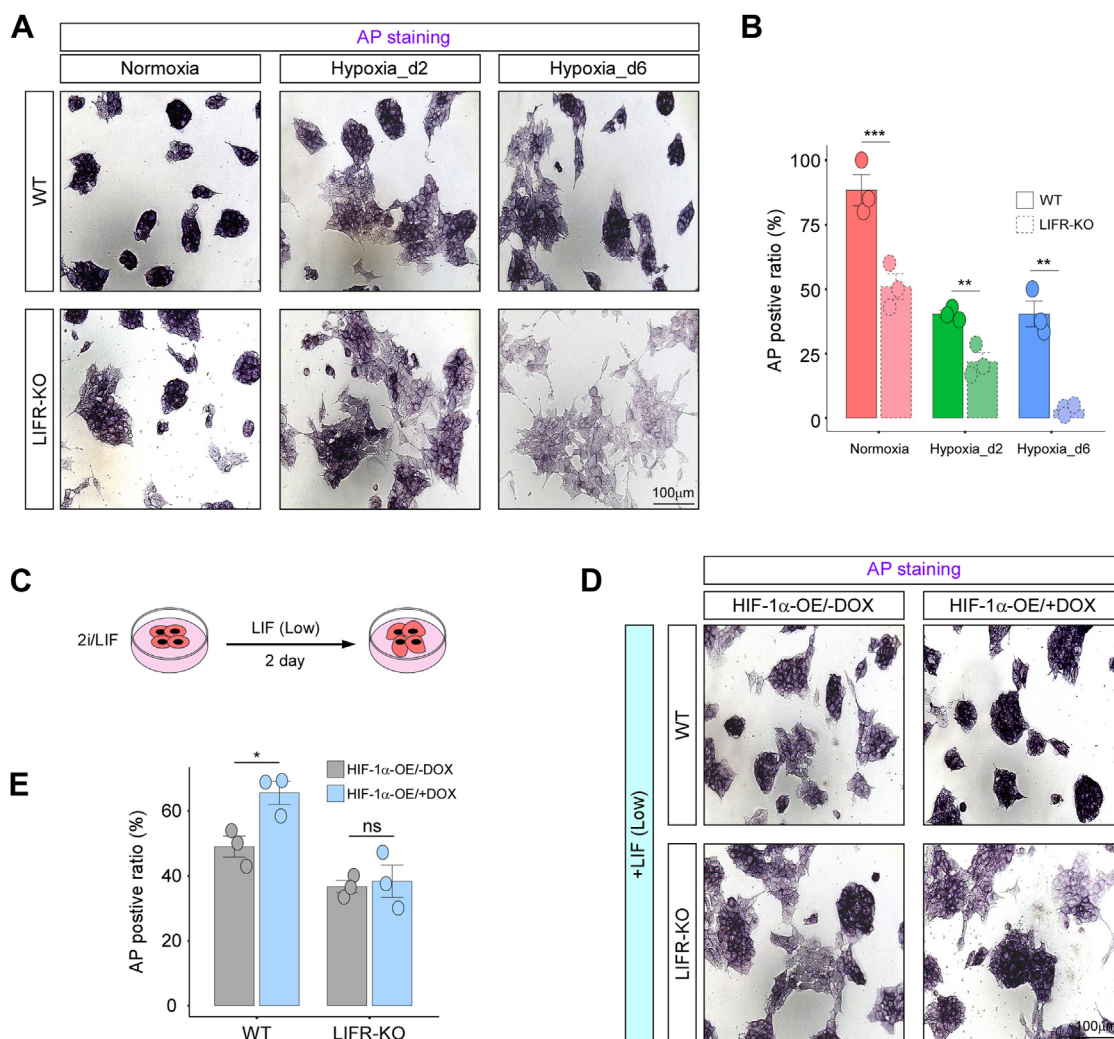 A
AP staining
Normoxia
Hypoxia_d2
Hypoxia_d6
WT
LIFR-KO
100μm
B
AP postive ratio (%)
100
75
50
25
0
***
**
**
WT
LIFR-KO
Normoxia
Hypoxia_d2
Hypoxia_d6
C
2i/LIF
LIF (Low)
2 day
D
AP staining
HIF-1α-OE/-DOX
HIF-1α-OE/+DOX
+LIF (Low)
WT
LIFR-KO
100μm
E
AP postive ratio (%)
60
40
20
0
*
ns
HIF-1α-OE/-DOX
HIF-1α-OE/+DOX
WT
LIFR-KO